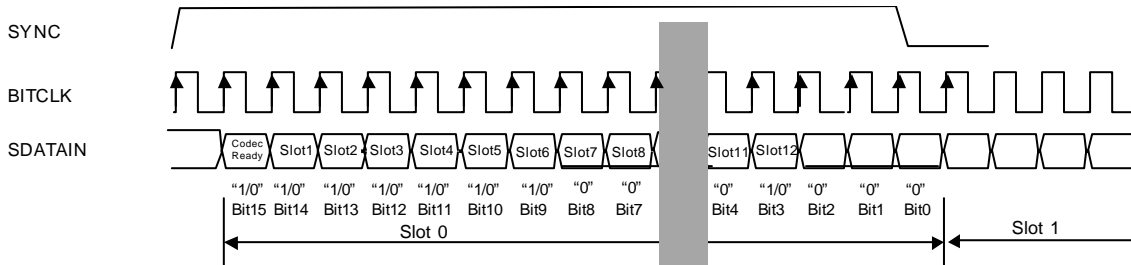 SYNC
BITCLK
SDATAIN
Codec Ready Slot1 Slot2 Slot3 Slot4 Slot5 Slot6 Slot7 Slot8 Slot11 Slot12
“1/0” “1/0” “1/0” “1/0” “1/0” “1/0” “1/0” “0” “0” “0” “1/0” “0” “0” “0”
Bit15 Bit14 Bit13 Bit12 Bit11 Bit10 Bit9 Bit8 Bit7 Bit4 Bit3 Bit2 Bit1 Bit0
Slot 0 Slot 1